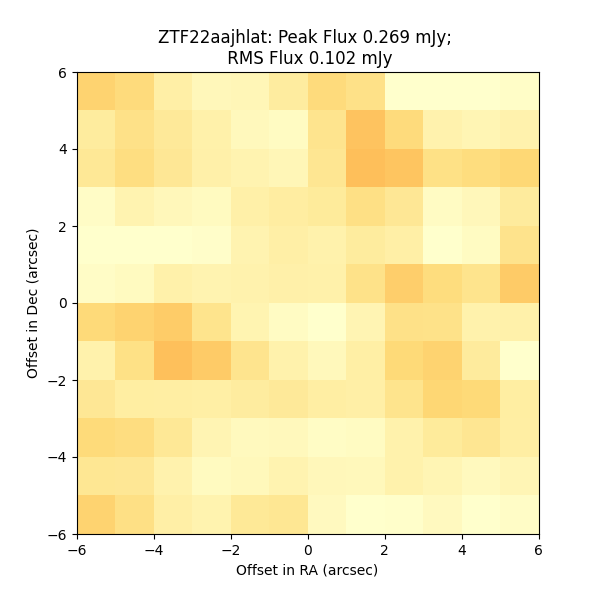 ZTF22aajhlat: Peak Flux 0.269 mJy;
RMS Flux 0.102 mJy
6
4
2
0
−2
−4
−6
Offset in Dec (arcsec)
−6 −4 −2 0 2 4 6
Offset in RA (arcsec)